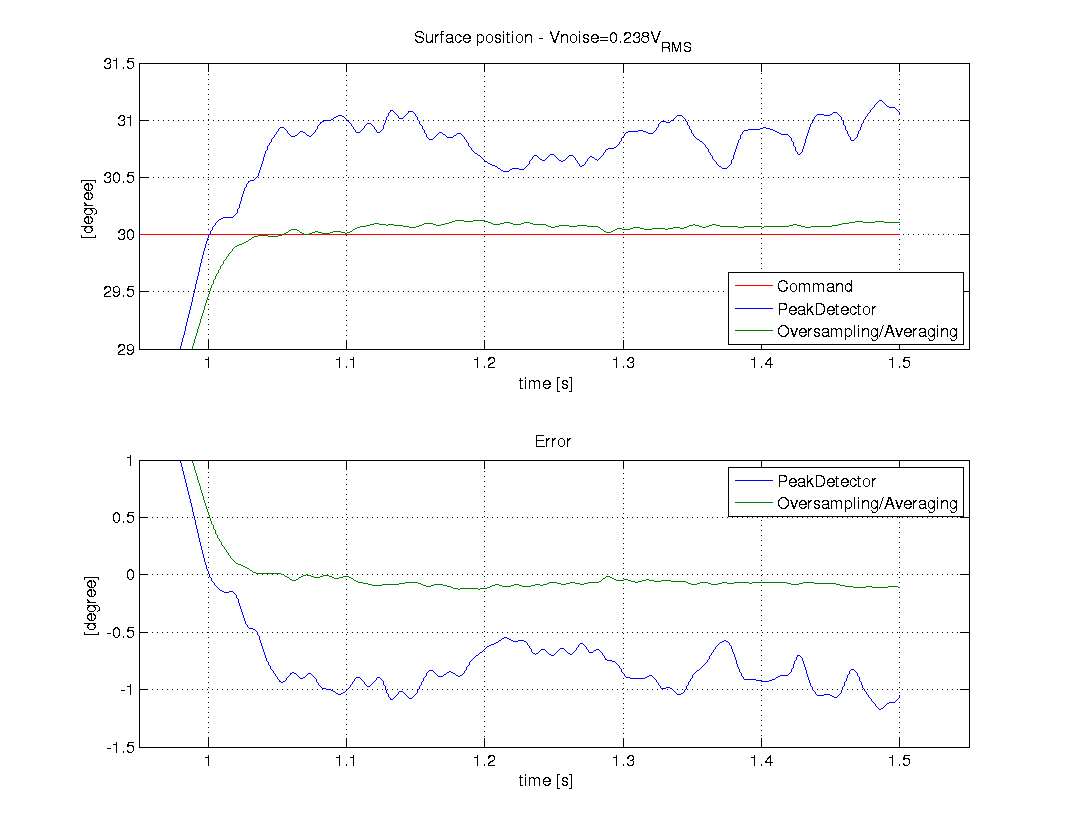 Surface position - Vnoise=0.238VRMS
31.5
31
30.5
30
29.5
29
[degree]
Command
PeakDetector
Oversampling/Averaging
1 1.1 1.2 1.3 1.4 1.5
time [s]
Error
1
0.5
0
-0.5
-1
-1.5
[degree]
PeakDetector
Oversampling/Averaging
1 1.1 1.2 1.3 1.4 1.5
time [s]